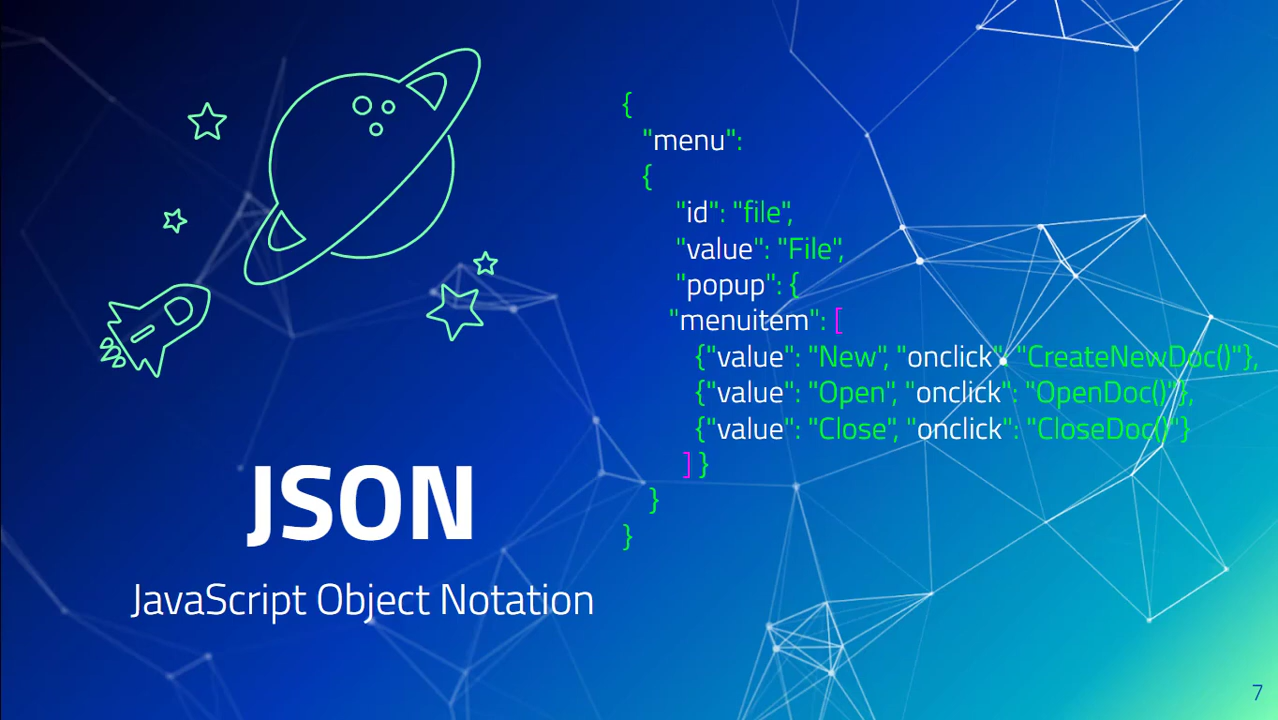 {
"menu":
{
"id": "file",
"value": "File",
"popup": {
"menuitem": [
{"value": "New", "onclick": "CreateNewDoc()"},
{"value": "Open", "onclick": "OpenDoc()"},
{"value": "Close", "onclick": "CloseDoc()"}
] }
}
}
JSON
JavaScript Object Notation
7